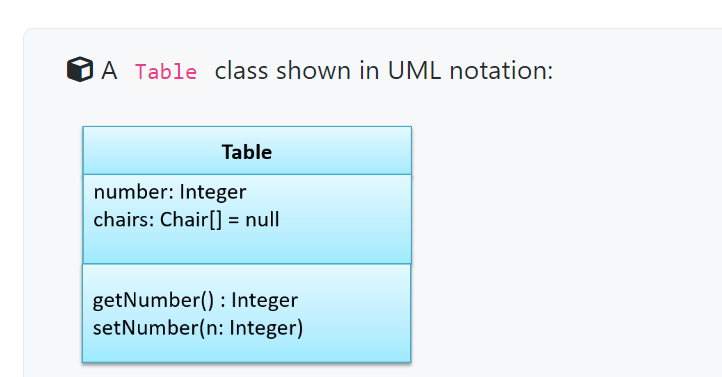 A Table class shown in UML notation:
Table
number: Integer
chairs: Chair[] = null
getNumber() : Integer
setNumber(n: Integer)